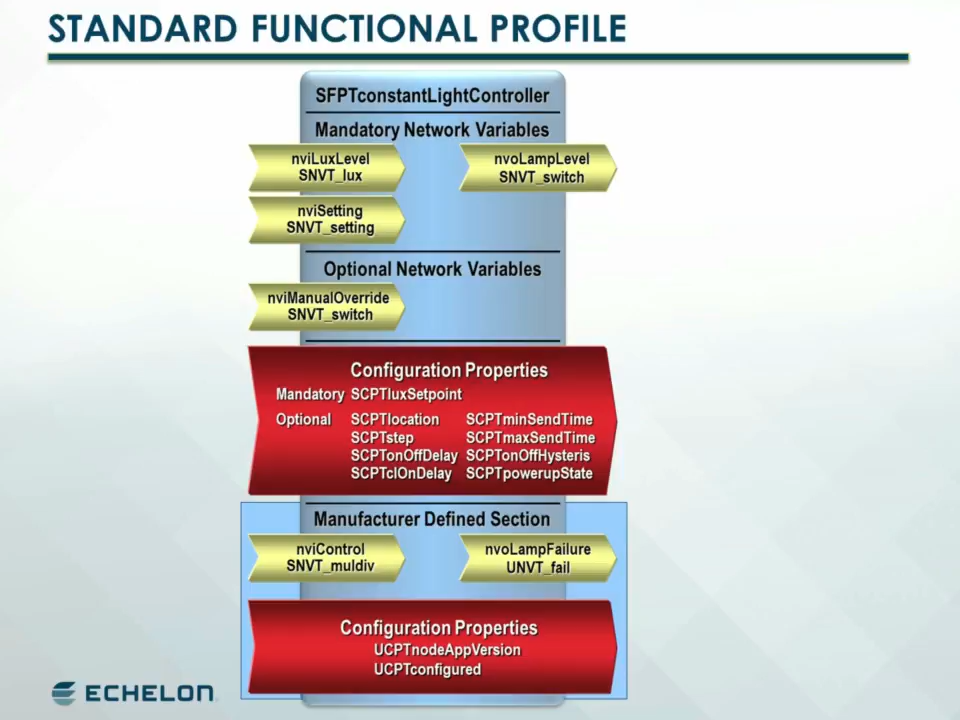 STANDARD FUNCTIONAL PROFILE
SFPTconstantLightController
Mandatory Network Variables
nviLuxLevel
SNVT_lux
nvoLampLevel
SNVT_switch
nviSetting
SNVT_setting
Optional Network Variables
nviManualOverride
SNVT_switch
Configuration Properties
Mandatory SCPTluxSetpoint
Optional SCPTlocation SCPTminSendTime
SCPTstep SCPTmaxSendTime
SCPTonOffDelay SCPTonOffHysteris
SCPTclOnDelay SCPTpowerupState
Manufacturer Defined Section
nviControl
SNVT_muldiv
nvoLampFailure
UNVT_fail
Configuration Properties
UCPTnodeAppVersion
UCPTconfigured
ECHELON